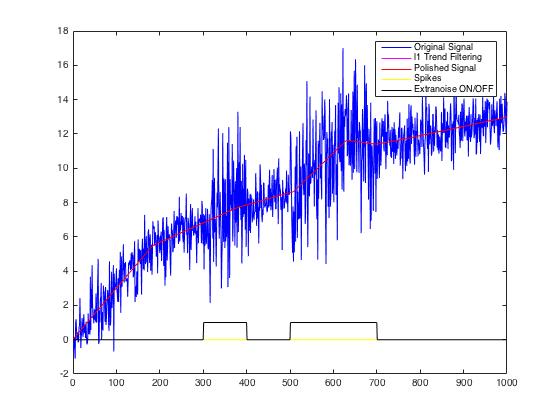 18
16
14
12
10
8
6
4
2
0
-2
0 100 200 300 400 500 600 700 800 900 1000
Original Signal
l1 Trend Filtering
Polished Signal
Spikes
Extranoise ON/OFF